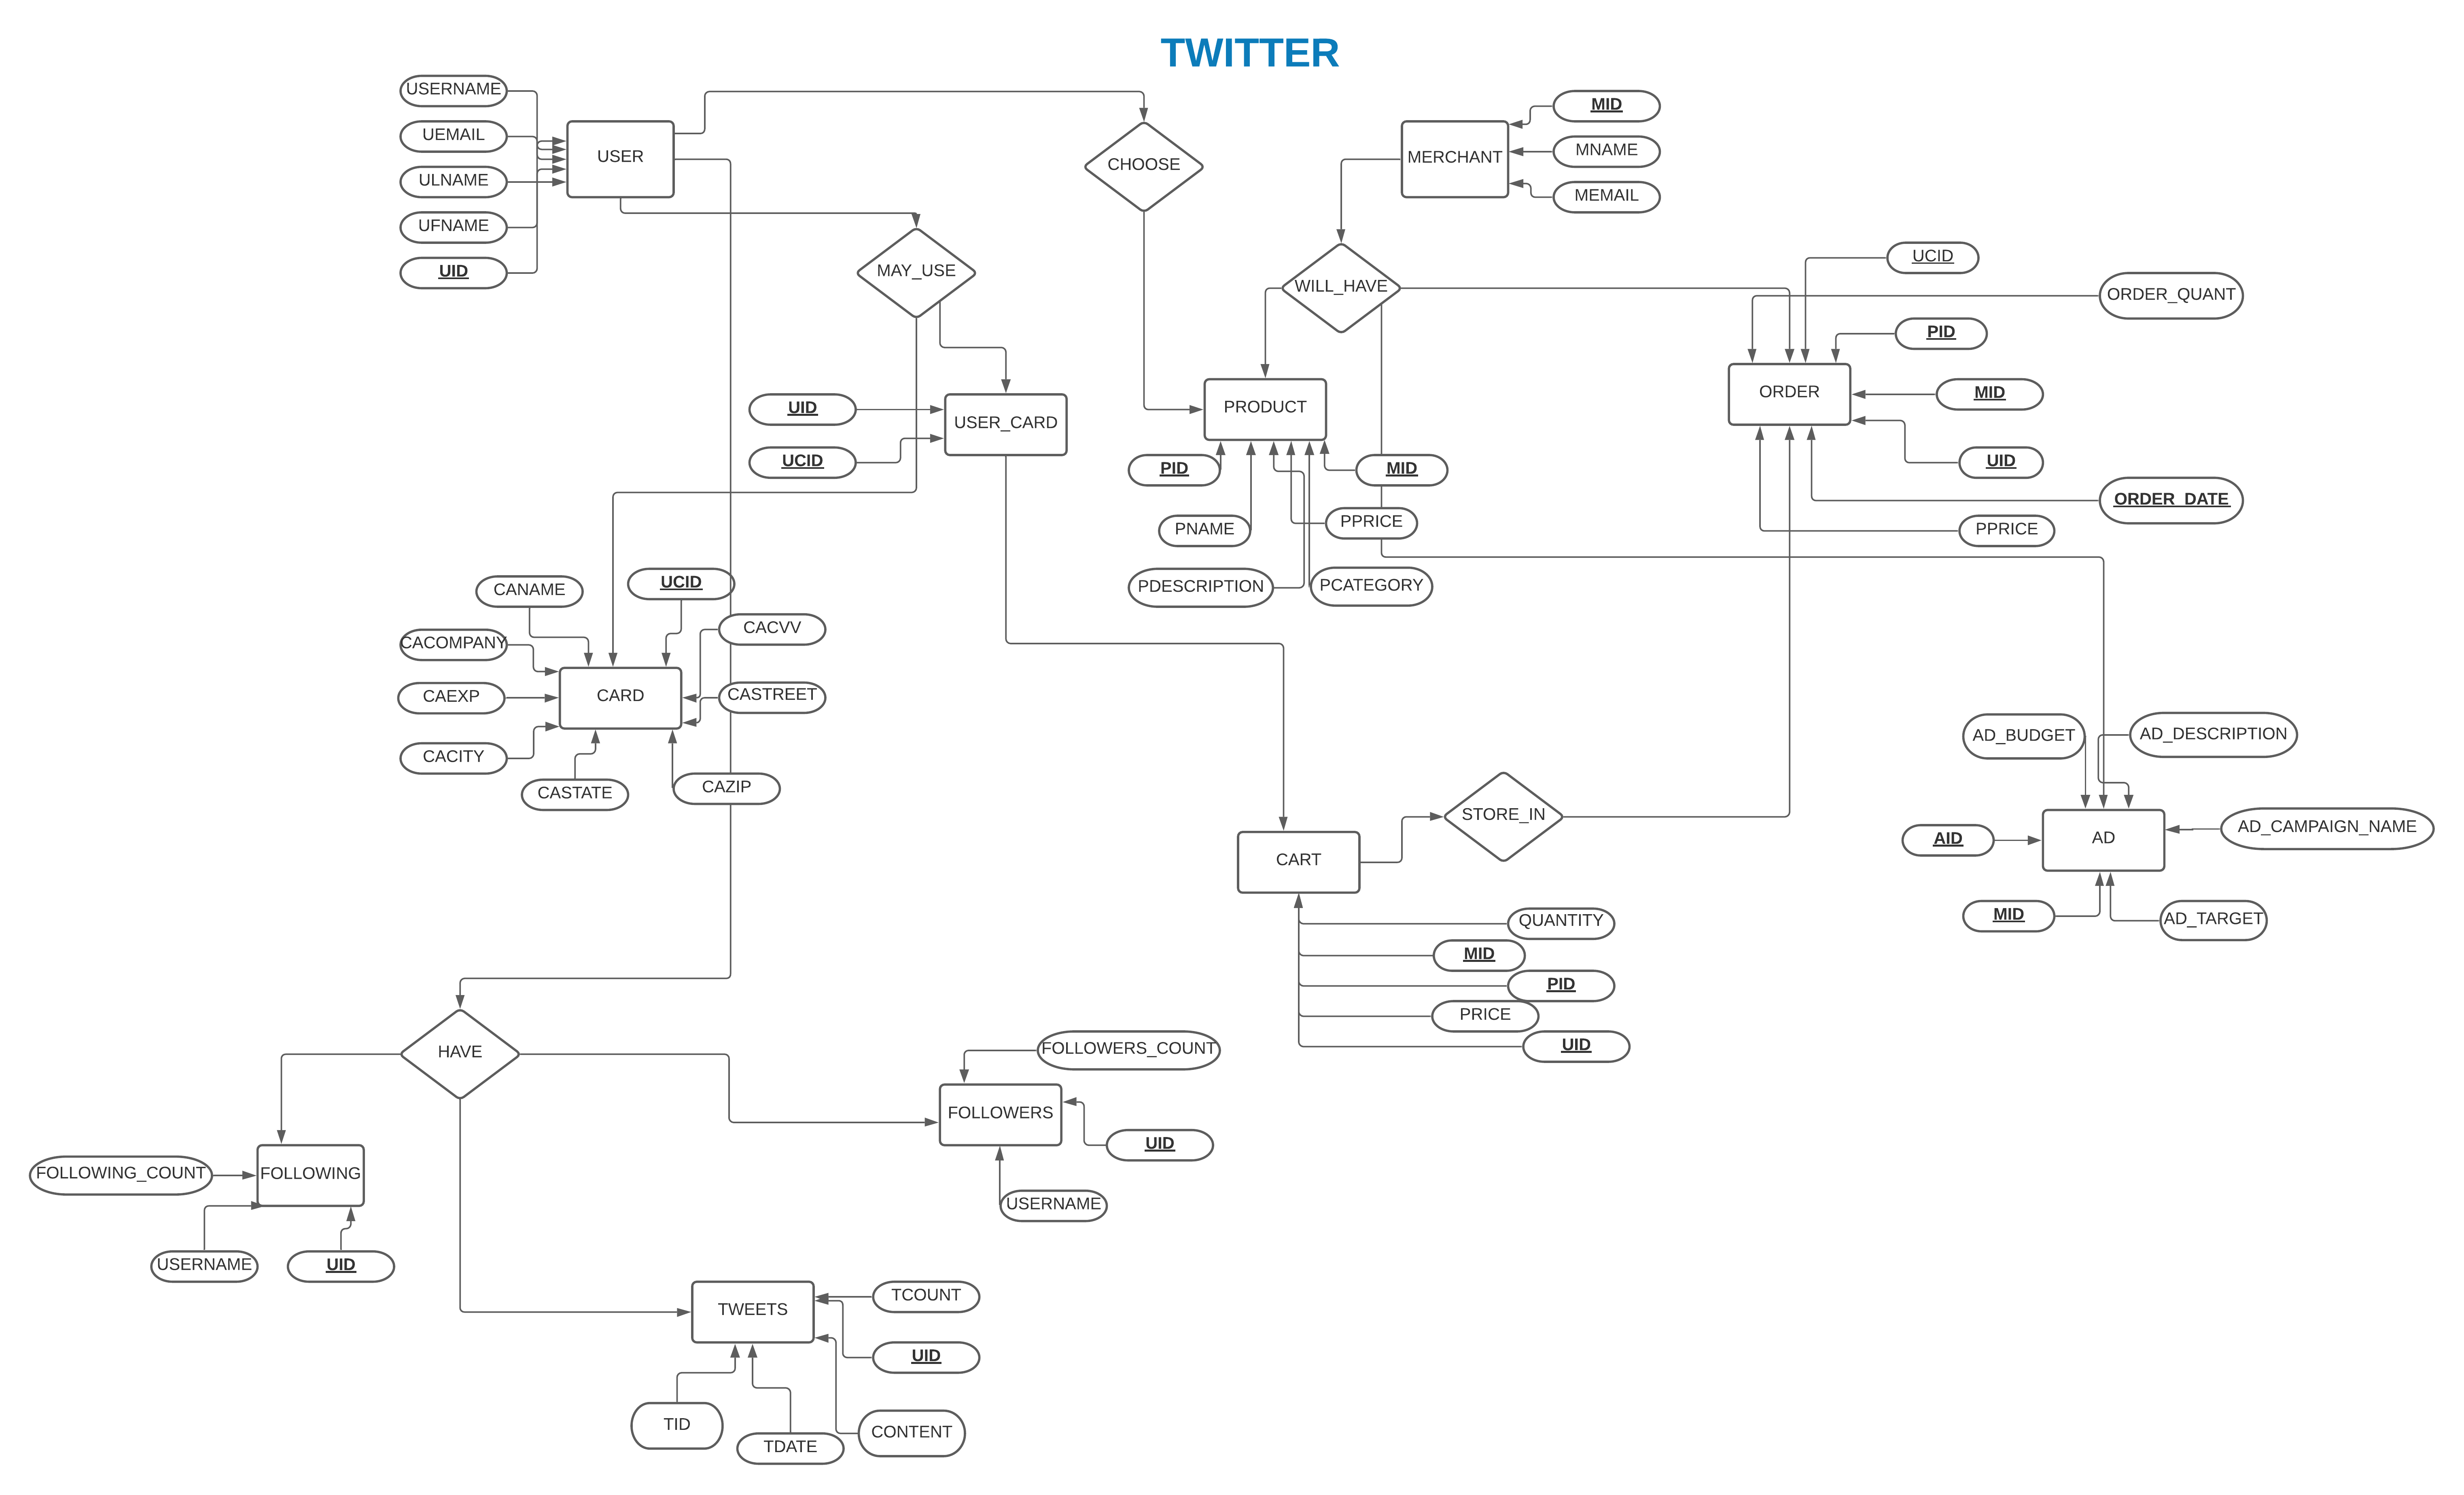 TWITTER
USERNAME
UEMAIL
ULNAME
UFNAME
UID
USER
CHOOSE
MERCHANT
MID
MNAME
MEMAIL
MAY_USE
WILL_HAVE
UCID
ORDER_QUANT
PID
ORDER
MID
UID
ORDER_DATE
PPRICE
UID
UCID
USER_CARD
PRODUCT
PID
MID
PNAME
PPRICE
PDESCRIPTION
PCATEGORY
CANAME
UCID
CACOMPANY
CACVV
CAEXP
CARD
CASTREET
CACITY
CASTATE
CAZIP
AD_BUDGET
AD_DESCRIPTION
AID
AD
AD_CAMPAIGN_NAME
MID
AD_TARGET
CART
STORE_IN
QUANTITY
MID
PID
PRICE
UID
HAVE
FOLLOWERS_COUNT
FOLLOWERS
UID
USERNAME
FOLLOWING_COUNT
FOLLOWING
USERNAME
UID
TWEETS
TCOUNT
UID
TID
TDATE
CONTENT